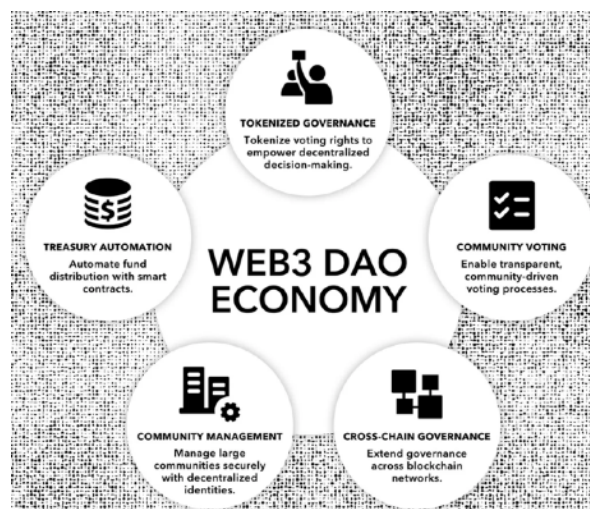 TOKENIZED GOVERNANCE
Tokenize voting rights to
empower decentralized
decision-making.
TREASURY AUTOMATION
Automate fund
distribution with smart
contracts.
WEB3 DAO
ECONOMY
COMMUNITY VOTING
Enable transparent,
community-driven
voting processes.
COMMUNITY MANAGEMENT
Manage large
communities securely
with decentralized
identities.
CROSS-CHAIN GOVERNANCE
Extend governance
across blockchain
networks.